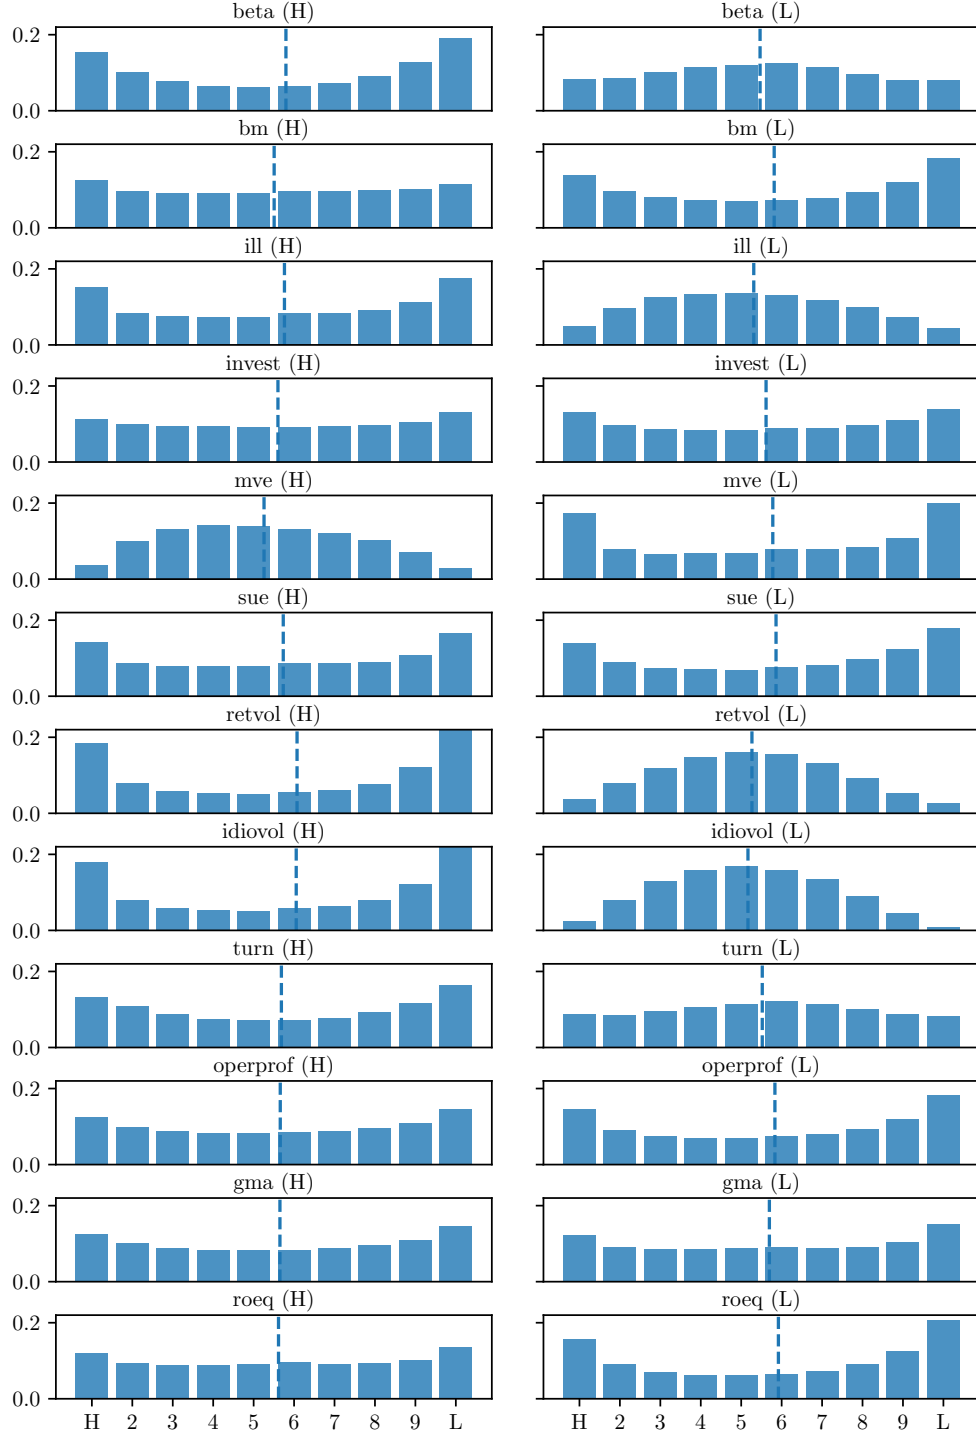 beta (H) beta (L)
0.2
0.0
bm (H) bm (L)
0.2
0.0
ill (H) ill (L)
0.2
0.0
invest (H) invest (L)
0.2
0.0
mve (H) mve (L)
0.2
0.0
sue (H) sue (L)
0.2
0.0
retvol (H) retvol (L)
0.2
0.0
idiovol (H) idiovol (L)
0.2
0.0
turn (H) turn (L)
0.2
0.0
operprof (H) operprof (L)
0.2
0.0
gma (H) gma (L)
0.2
0.0
roeq (H) roeq (L)
0.2
0.0
H 2 3 4 5 6 7 8 9 L H 2 3 4 5 6 7 8 9 L